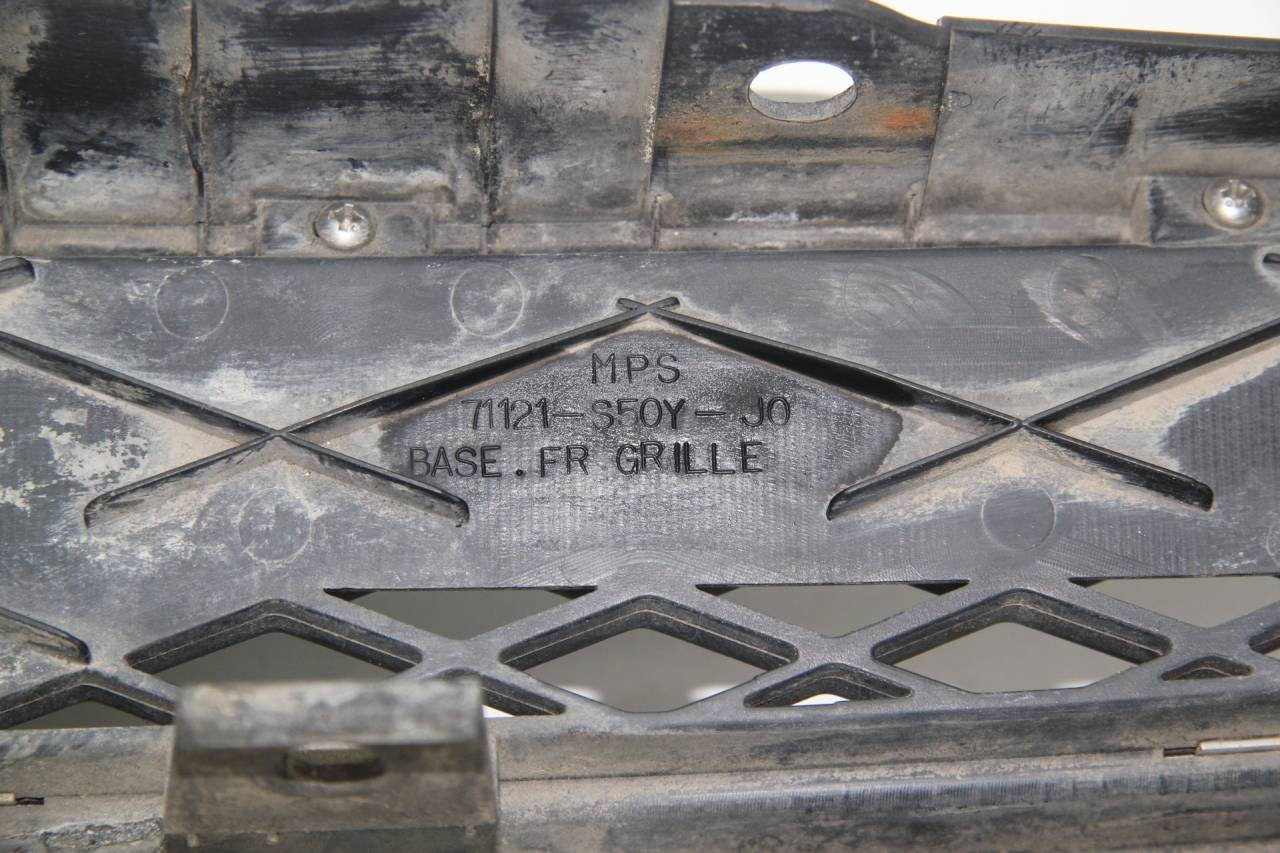 MPS
71121-S50Y-J0
BASE. FR GRILLE